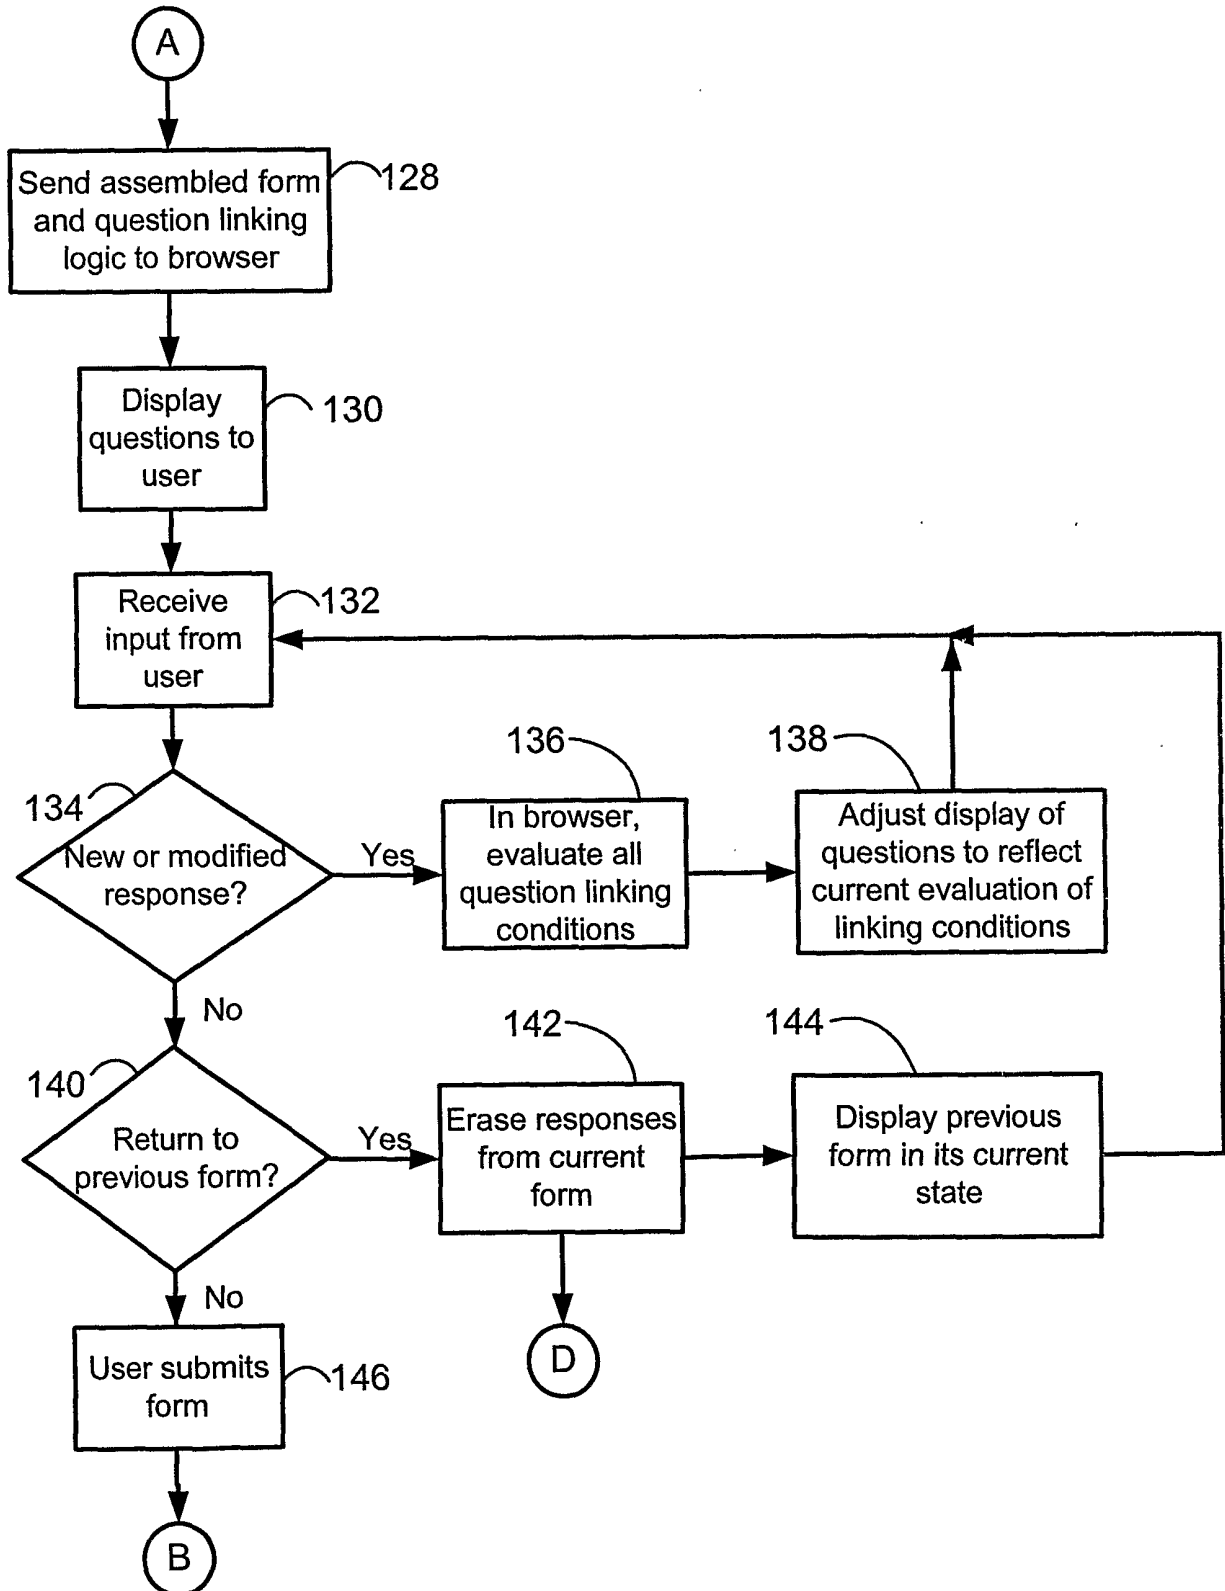 A
Send assembled form
and question linking
logic to browser
128
Display
questions to
user
130
Receive
input from
user
132
134
New or modified
response?
Yes
136
In browser,
evaluate all
question linking
conditions
138
Adjust display of
questions to reflect
current evaluation of
linking conditions
No
140
Return to
previous form?
Yes
142
Erase responses
from current
form
144
Display previous
form in its current
state
No
User submits
form
146
D
B